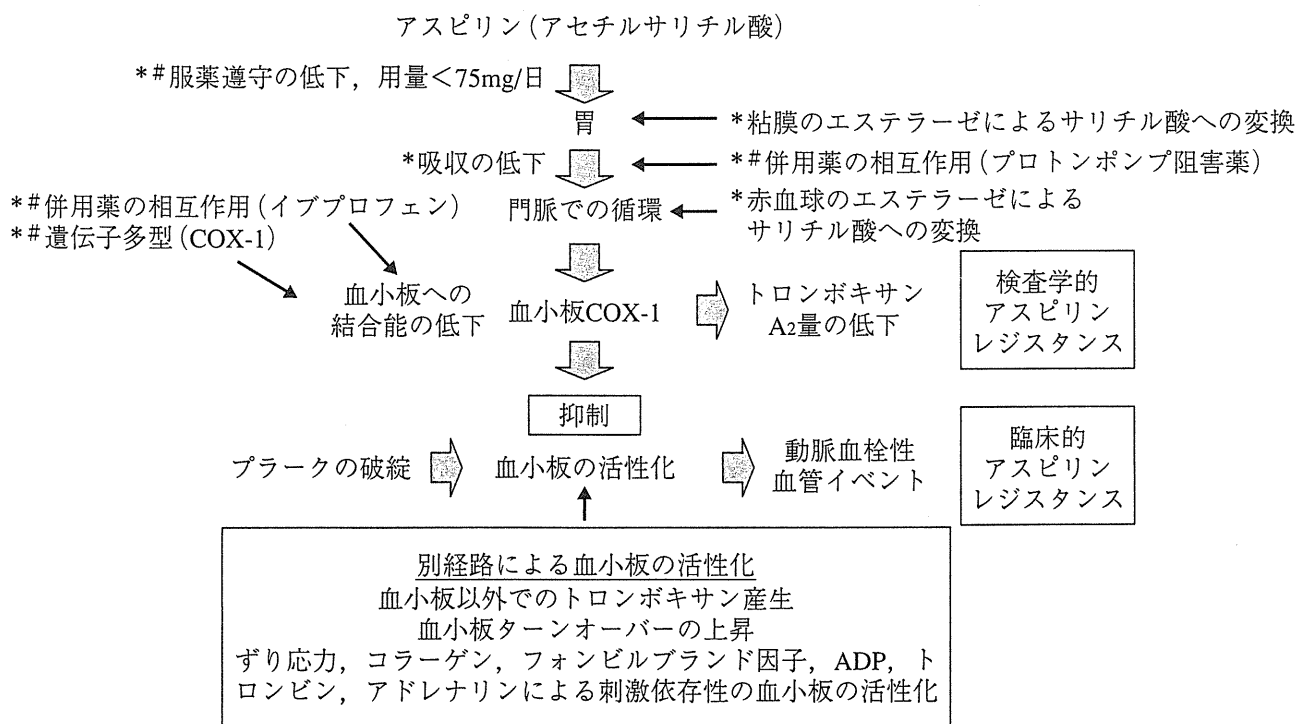 アスピリン(アセチルサリチル酸)
*#服薬遵守の低下，用量＜75mg/日
胃
*粘膜のエステラーゼによるサリチル酸への変換
*吸収の低下
*#併用薬の相互作用(プロトンポンプ阻害薬)
*#併用薬の相互作用(イブプロフェン)
*#遺伝子多型(COX-1)
門脈での循環
*赤血球のエステラーゼによる
サリチル酸への変換
血小板への
結合能の低下
血小板COX-1
トロンボキサン
A2量の低下
検査学的
アスピリン
レジスタンス
抑制
プラークの破綻
血小板の活性化
動脈血栓性
血管イベント
臨床的
アスピリン
レジスタンス
別経路による血小板の活性化
血小板以外でのトロンボキサン産生
血小板ターンオーバーの上昇
ずり応力，コラーゲン，フォンビルブランド因子，ADP，ト
ロンビン，アドレナリンによる刺激依存性の血小板の活性化